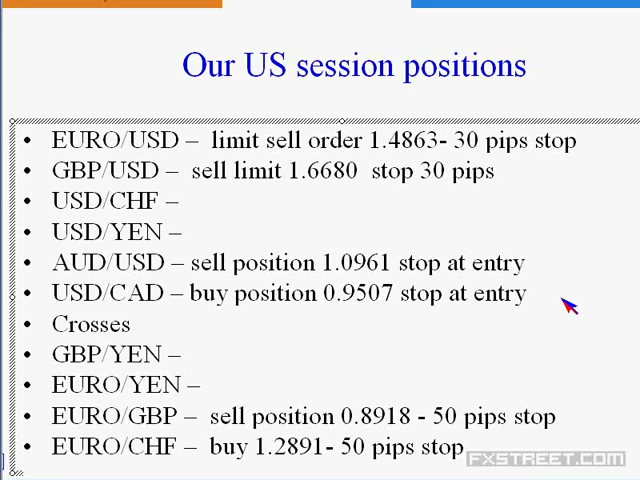 Our US session positions
• EURO/USD – limit sell order 1.4863- 30 pips stop
• GBP/USD – sell limit 1.6680 stop 30 pips
• USD/CHF –
• USD/YEN –
• AUD/USD – sell position 1.0961 stop at entry
• USD/CAD – buy position 0.9507 stop at entry
• Crosses
• GBP/YEN –
• EURO/YEN –
• EURO/GBP – sell position 0.8918 - 50 pips stop
• EURO/CHF – buy 1.2891- 50 pips stop
FXSTREET.COM